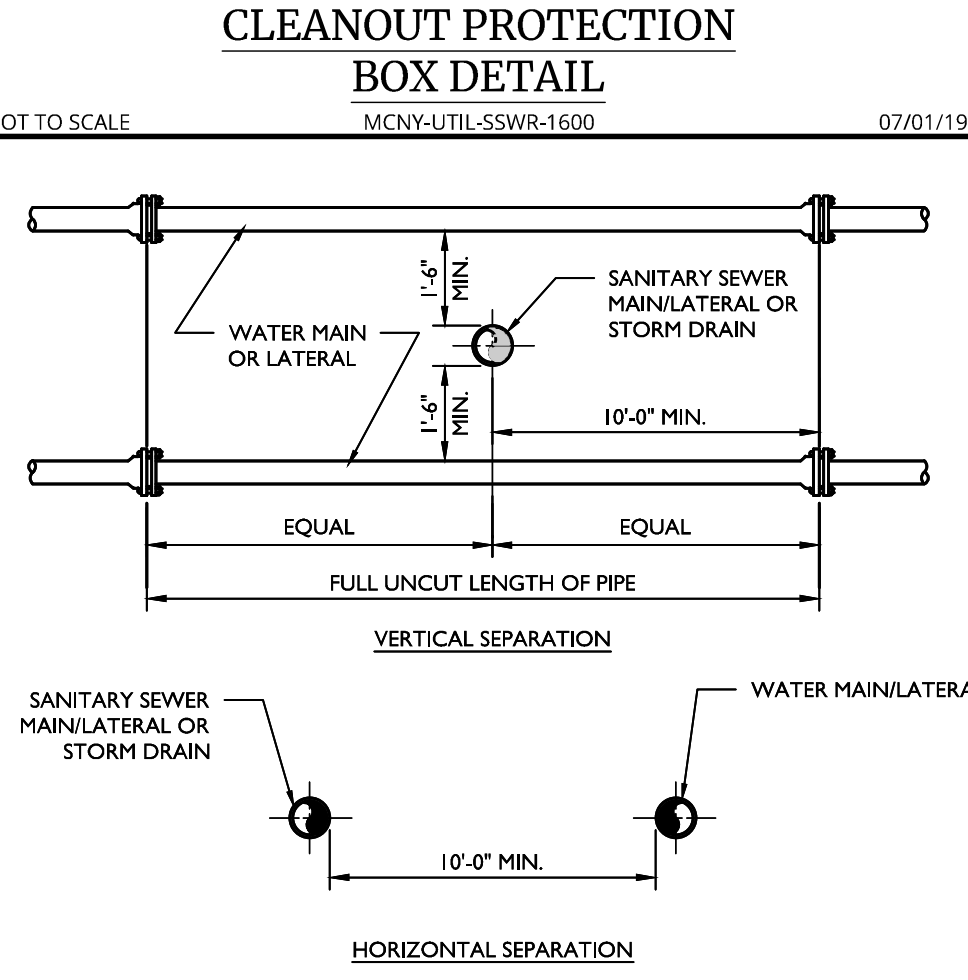 CLEANOUT PROTECTION
BOX DETAIL
OT TO SCALE
MCNY-UTIL-SSWR-1600
07/01/19
1'-6"
MIN.
SANITARY SEWER
MAIN/LATERAL OR
STORM DRAIN
WATER MAIN
OR LATERAL
1'-6"
MIN.
10'-0" MIN.
EQUAL
EQUAL
FULL UNCUT LENGTH OF PIPE
VERTICAL SEPARATION
SANITARY SEWER
MAIN/LATERAL OR
STORM DRAIN
WATER MAIN/LATERA
10'-0" MIN.
HORIZONTAL SEPARATION